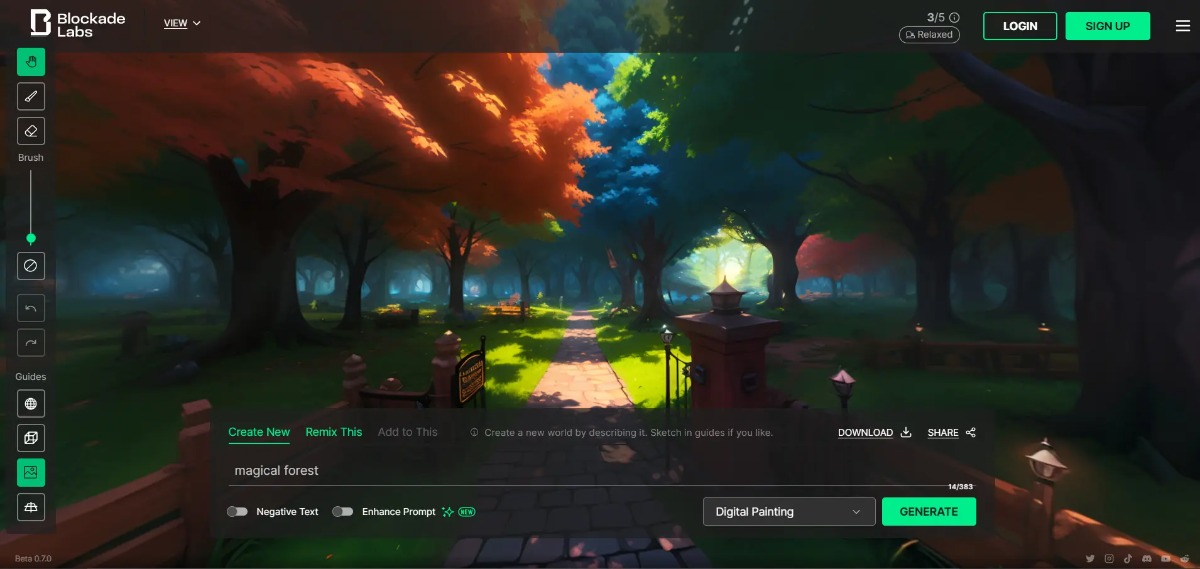 Blockade
Labs
VIEW
3/5
Relaxed
LOGIN
SIGN UP
Brush
Guides
Create New
Remix This
Add to This
Create a new world by describing it. Sketch in guides if you like.
DOWNLOAD
SHARE
magical forest
14/383
Negative Text
Enhance Prompt
NEW
Digital Painting
GENERATE
Beta 0.7.0